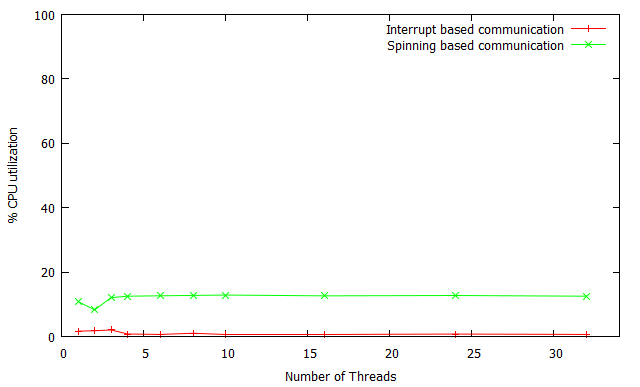 100
80
60
40
20
0
% CPU utilization
Interrupt based communication
Spinning based communication
0 5 10 15 20 25 30
Number of Threads